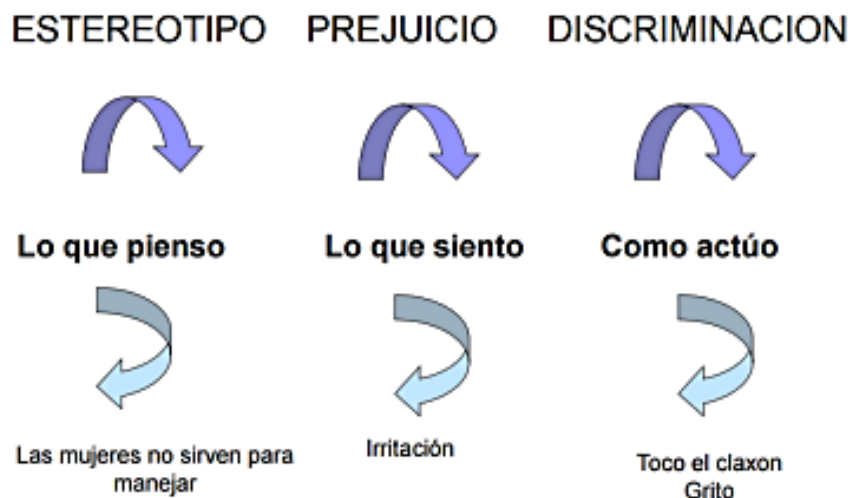 ESTEREOTIPO PREJUICIO DISCRIMINACION
Lo que pienso Lo que siento Como actúo
Las mujeres no sirven para
manejar
Irritación
Toco el claxon
Grito